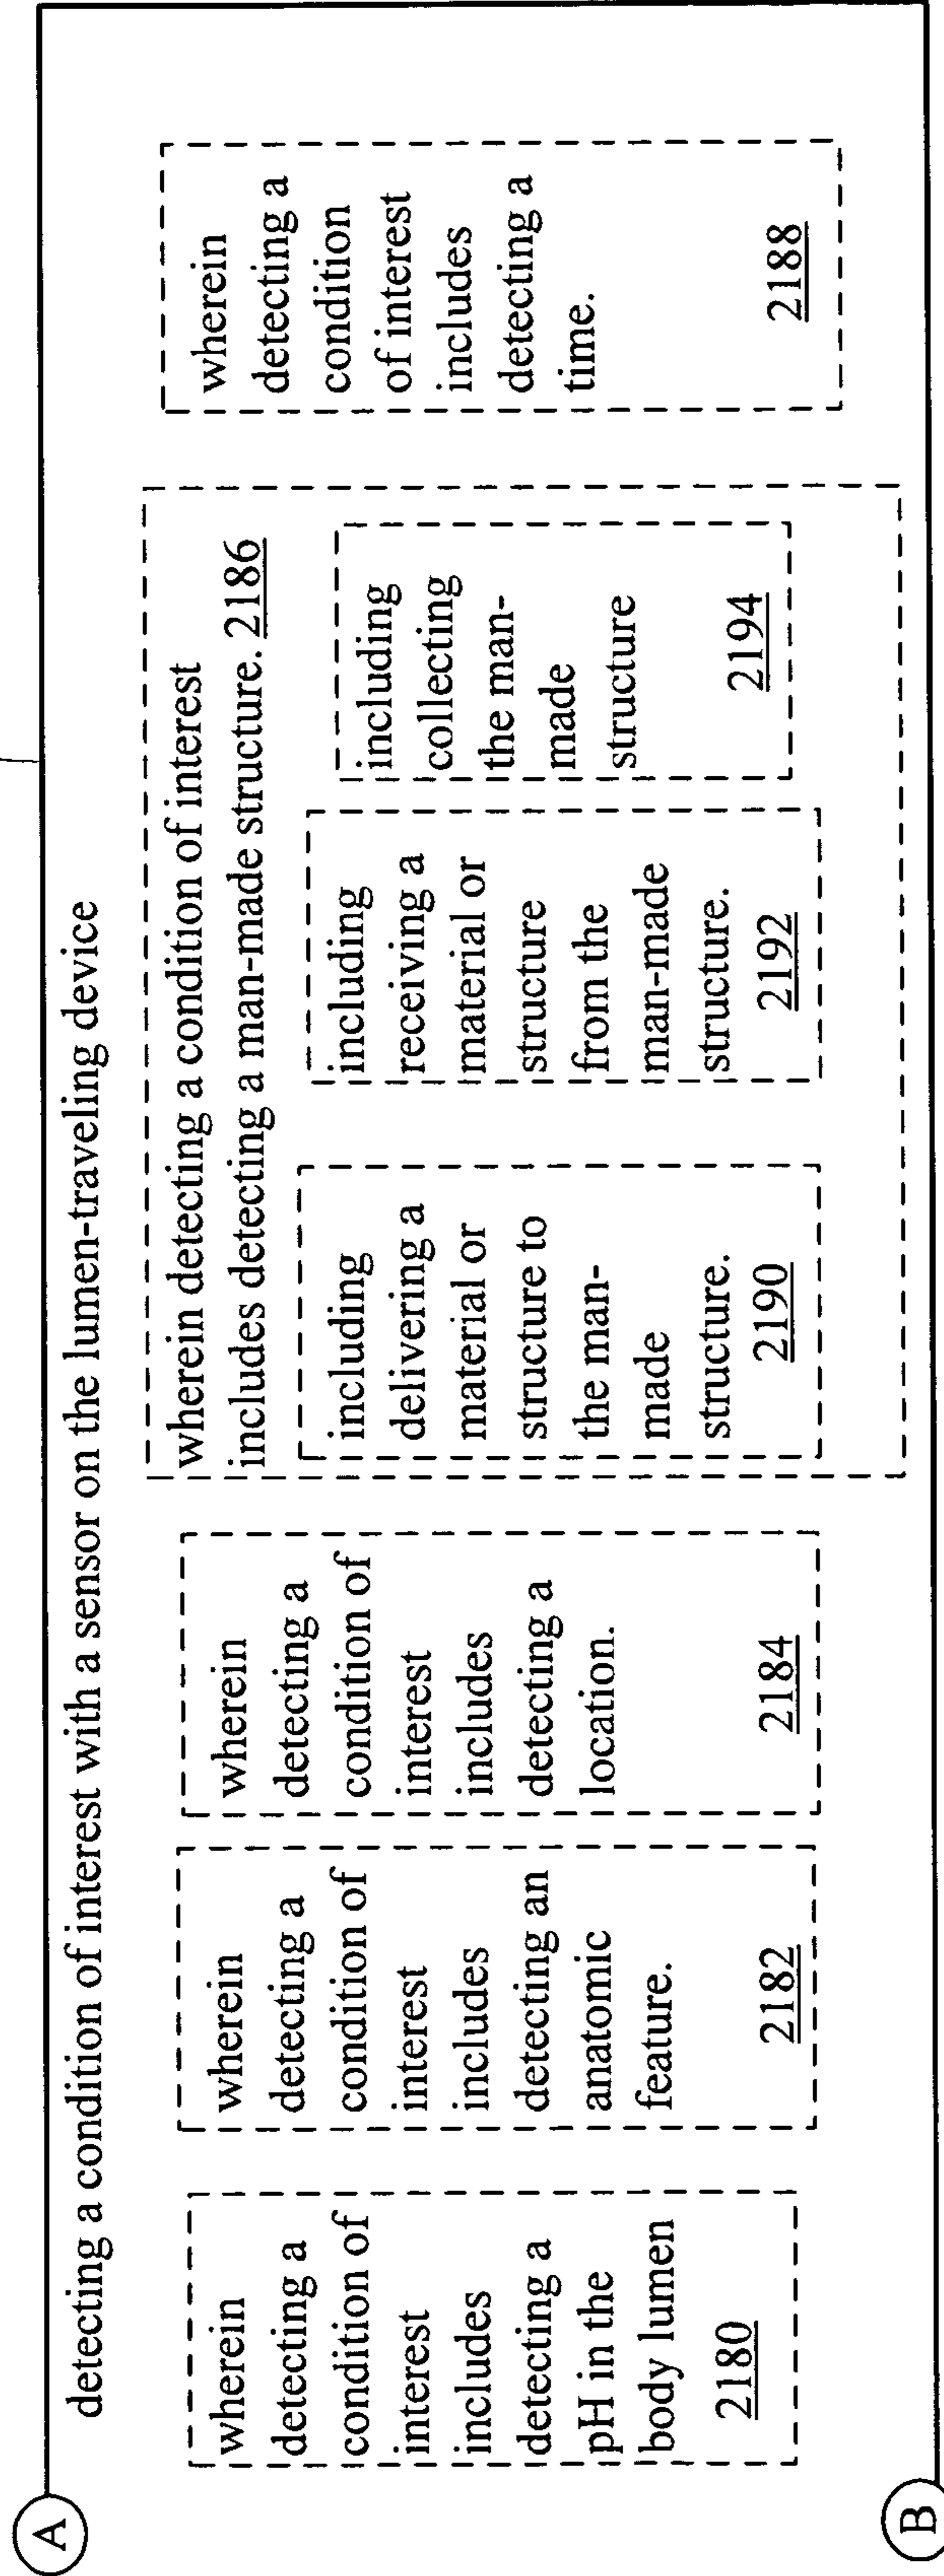 A
detecting a condition of interest with a sensor on the lumen-traveling device
wherein
detecting a
condition of
interest
includes
detecting a
pH in the
body lumen
2180
wherein
detecting a
condition of
interest
includes
detecting an
anatomic
feature.
2182
wherein
detecting a
condition of
interest
includes
detecting a
location.
2184
wherein detecting a condition of interest
includes detecting a man-made structure. 2186
including
delivering a
material or
structure to
the man-
made
structure.
2190
including
receiving a
material or
structure
from the
man-made
structure.
2192
including
collecting
the man-
made
structure
2194
wherein
detecting a
condition
of interest
includes
detecting a
time.
2188
B